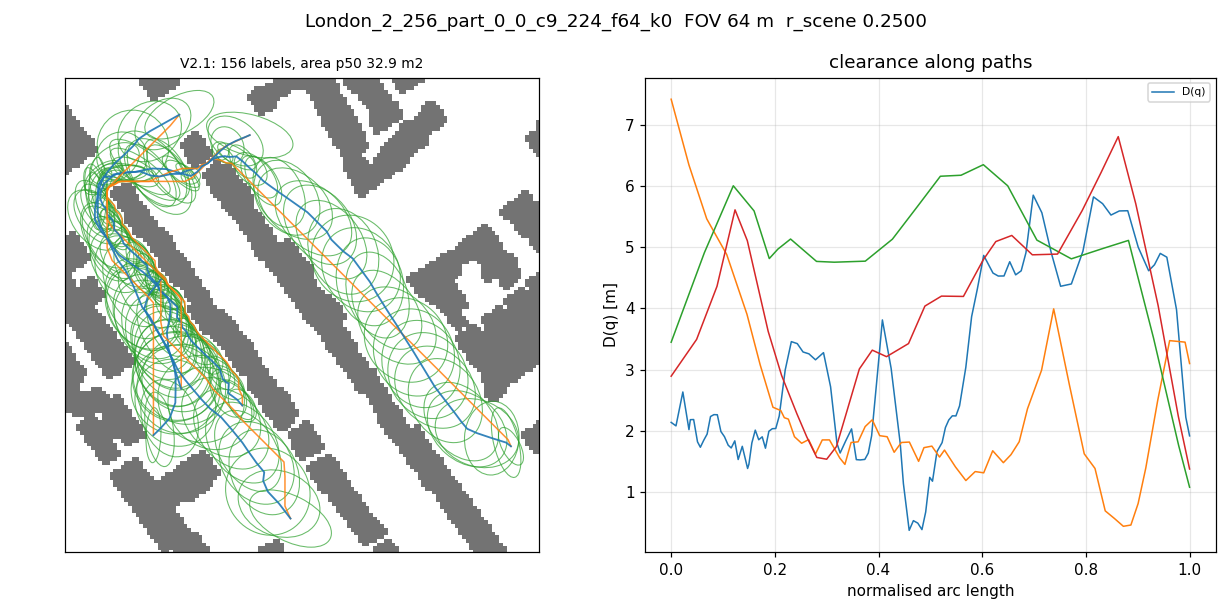 London_2_256_part_0_0_c9_224_f64_k0  FOV 64 m  r_scene 0.2500
V2.1: 156 labels, area p50 32.9 m2
clearance along paths
D(q)
D(q) [m]
7
6
5
4
3
2
1
0.0 0.2 0.4 0.6 0.8 1.0
normalised arc length